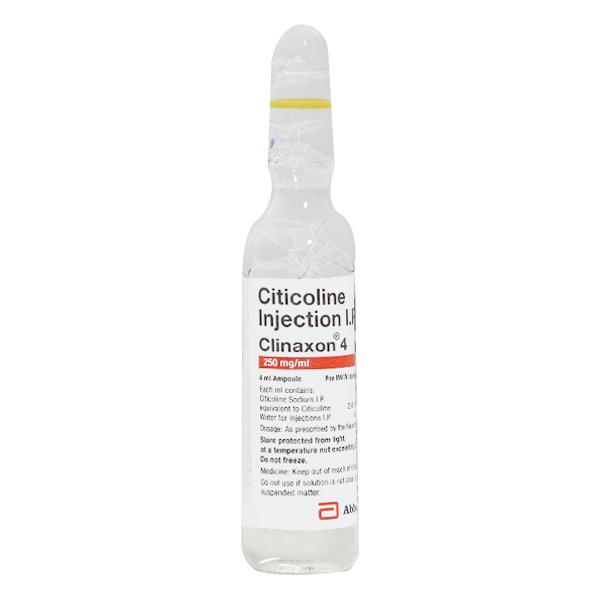 Citicoline
Injection I.P
Clinaxon® 4
250 mg/ml
4 ml Ampoule For IM/IV
Each ml contains:
Citicoline Sodium I.P.
equivalent to Citicoline
Water for Injections I.P.
Dosage: As prescribed by the
Store protected from light,
at a temperature not exceeding
Do not freeze.
Medicine: Keep out of reach of
Do not use if solution is not clear
suspended matter.
Abb